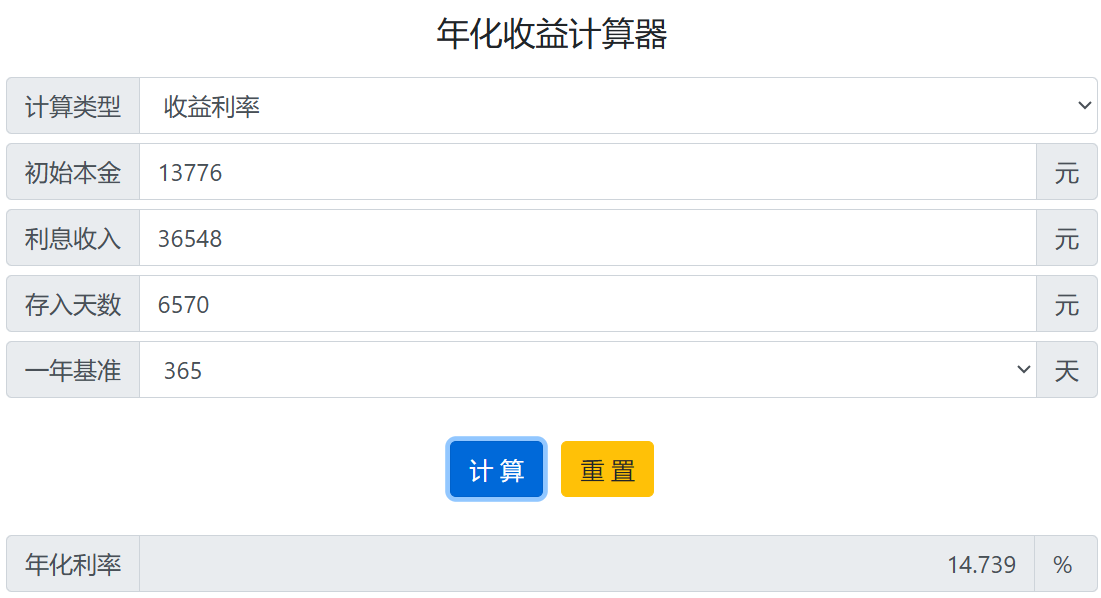 年化收益计算器
计算类型 收益利率
初始本金 13776 元
利息收入 36548 元
存入天数 6570 元
一年基准 365 天
计 算 重 置
年化利率 14.739 %